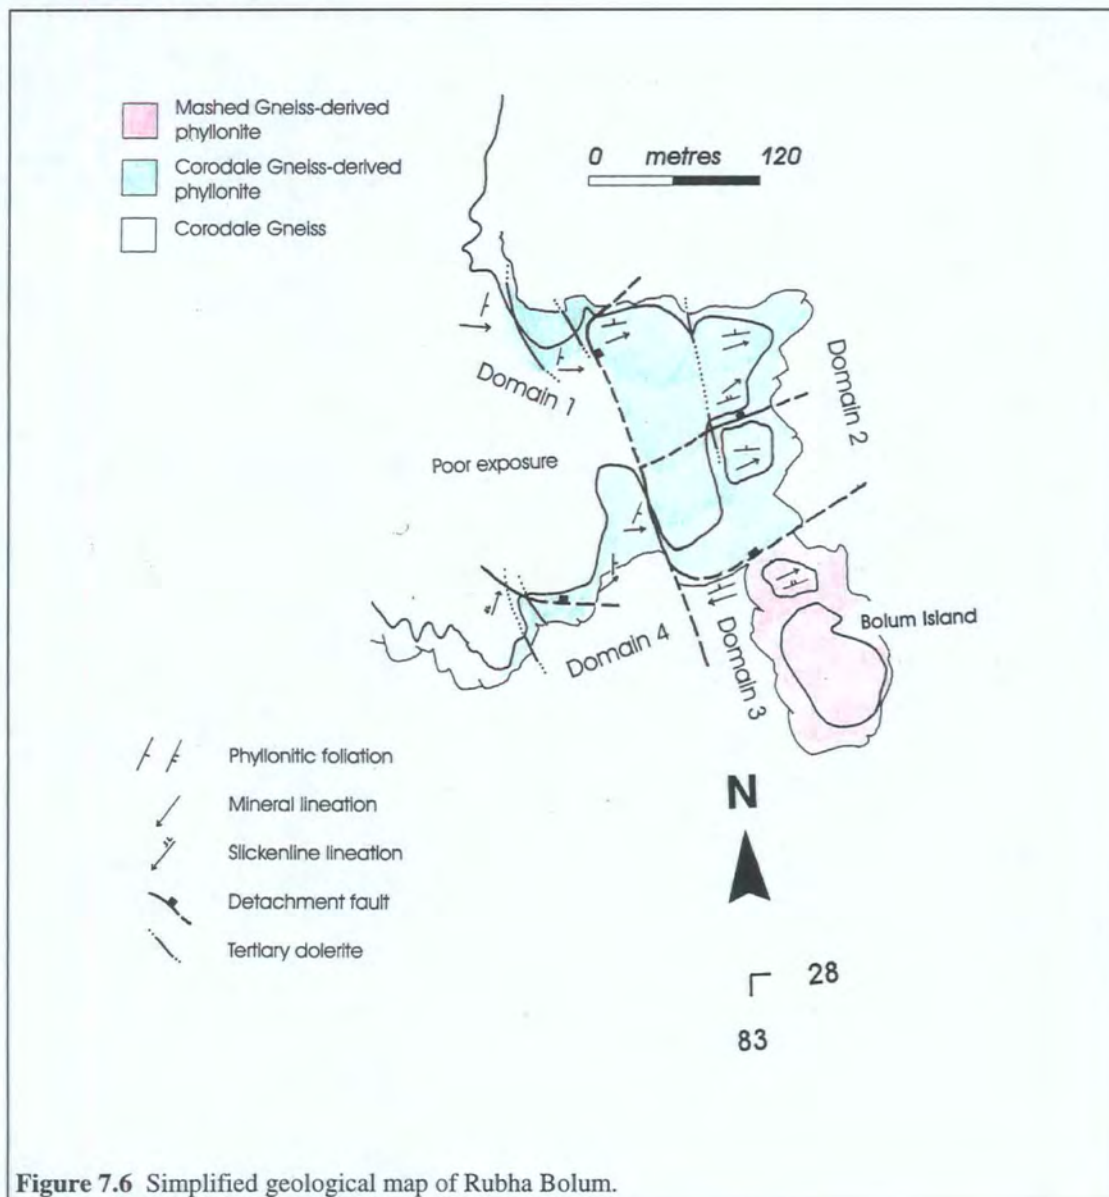 Mashed Gneiss-derived
phyllonite
Corodale Gneiss-derived
phyllonite
Corodale Gneiss
0 metres 120
Domain 1
Domain 2
Poor exposure
Bolum Island
Domain 4
Domain 3
Phyllonitic foliation
Mineral lineation
Slickenline lineation
Detachment fault
Tertiary dolerite
N
28
83
Figure 7.6 Simplified geological map of Rubha Bolum.